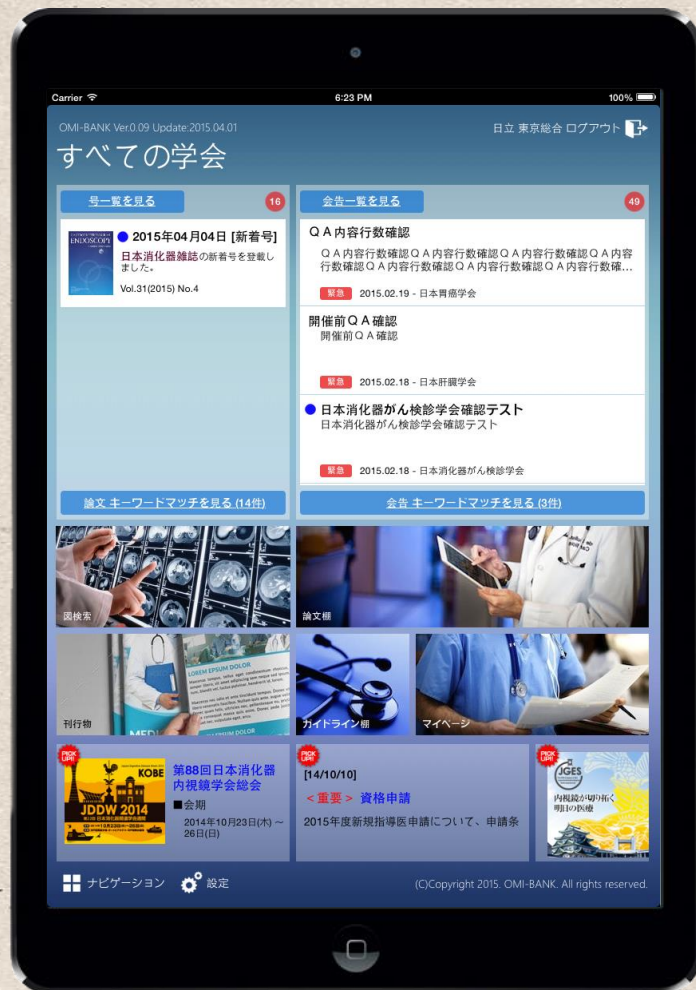 Carrier
6:23 PM
100%
OMI-BANK Ver.0.09 Update:2015.04.01
日立 東京総合 ログアウト
すべての学会
号一覧を見る
16
ENDOSCOPY
2015年04月04日 [新着号]
日本消化器雑誌の新着号を登載し
ました。
Vol.31(2015) No.4
論文 キーワードマッチを見る (14件)
会告一覧を見る
49
ＱＡ内容行数確認
ＱＡ内容行数確認ＱＡ内容行数確認ＱＡ内容行数確認ＱＡ内容
行数確認ＱＡ内容行数確認ＱＡ内容行数確認ＱＡ内容行数確...
緊急 2015.02.19 - 日本胃癌学会
開催前ＱＡ確認
開催前ＱＡ確認
緊急 2015.02.18 - 日本肝臓学会
日本消化器がん検診学会確認テスト
日本消化器がん検診学会確認テスト
緊急 2015.02.18 - 日本消化器がん検診学会
会告 キーワードマッチを見る (3件)
図検索
論文棚
刊行物
LOREM EPSUM DOLOR
ガイドライン棚
マイページ
PICK
UP!!
KOBE
JDDW 2014
第88回日本消化器
内視鏡学会総会
■会期
2014年10月23日(木) ～
26日(日)
PICK
UP!!
[14/10/10]
＜重要＞ 資格申請
2015年度新規指導医申請について、申請条
PICK
UP!!
JGES
内視鏡が切り拓く
明日の医療
ナビゲーション
設定
(C)Copyright 2015. OMI-BANK. All rights reserved.